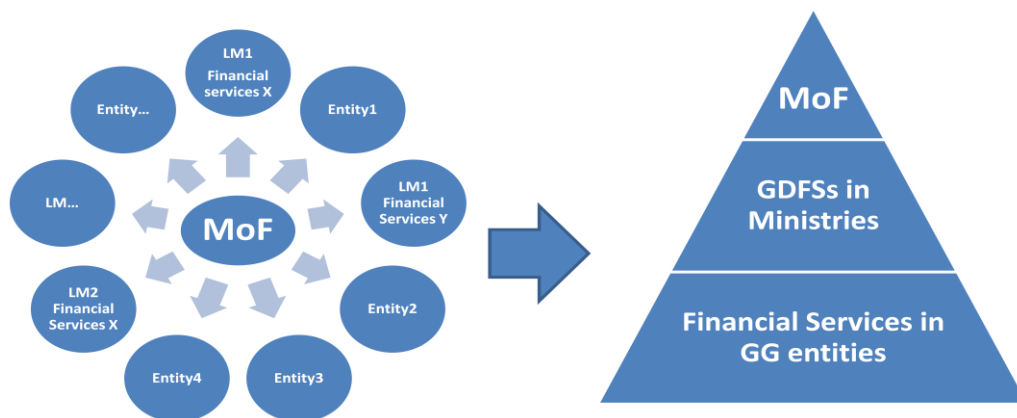 LM1
Financial
services X
Entity1
LM1
Financial
Services Y
Entity2
Entity3
Entity4
LM2
Financial
Services X
LM...
Entity...
MoF
MoF
GDFSs in
Ministries
Financial Services in
GG entities